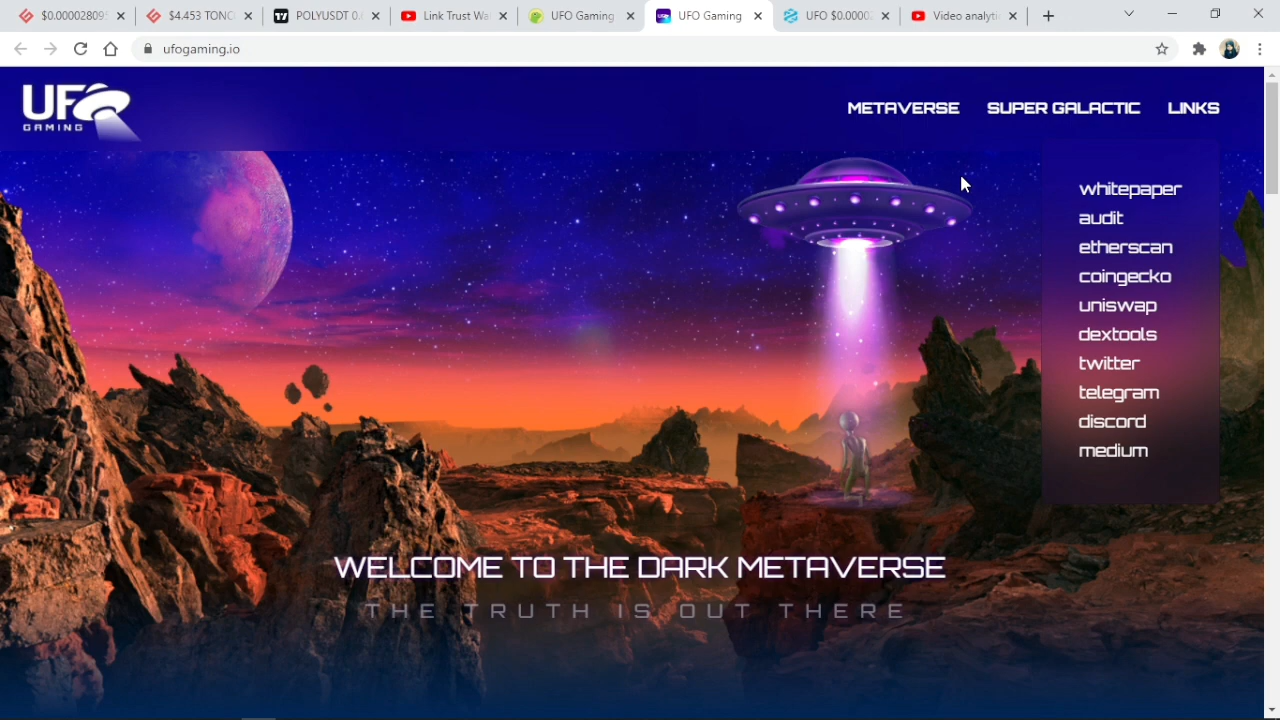 $0.00002809
$4.453 TONC
POLYUSDT 0.
Link Trust Wa
UFO Gaming
UFO Gaming
UFO $0.0000
Video analyti
ufogaming.io
UFO
GAMING
METAVERSE
SUPER GALACTIC
LINKS
whitepaper
audit
etherscan
coingecko
uniswap
dextools
twitter
telegram
discord
medium
WELCOME TO THE DARK METAVERSE
THE TRUTH IS OUT THERE